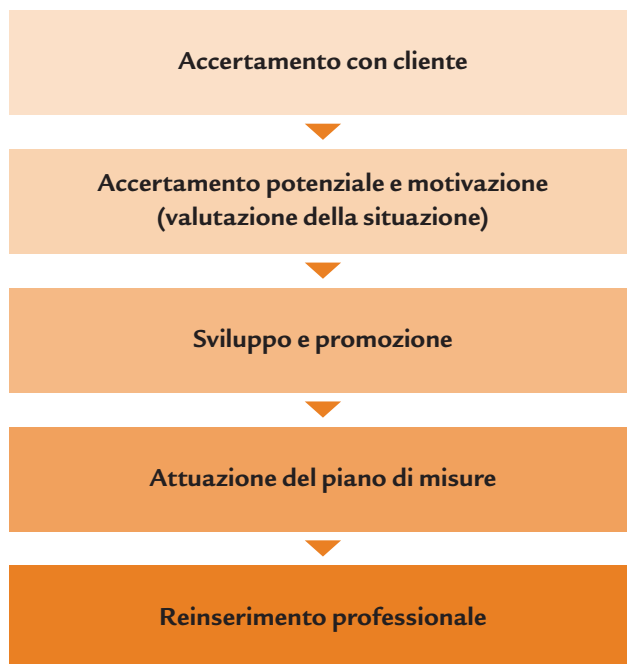 Accertamento con cliente
Accertamento potenziale e motivazione
(valutazione della situazione)
Sviluppo e promozione
Attuazione del piano di misure
Reinserimento professionale